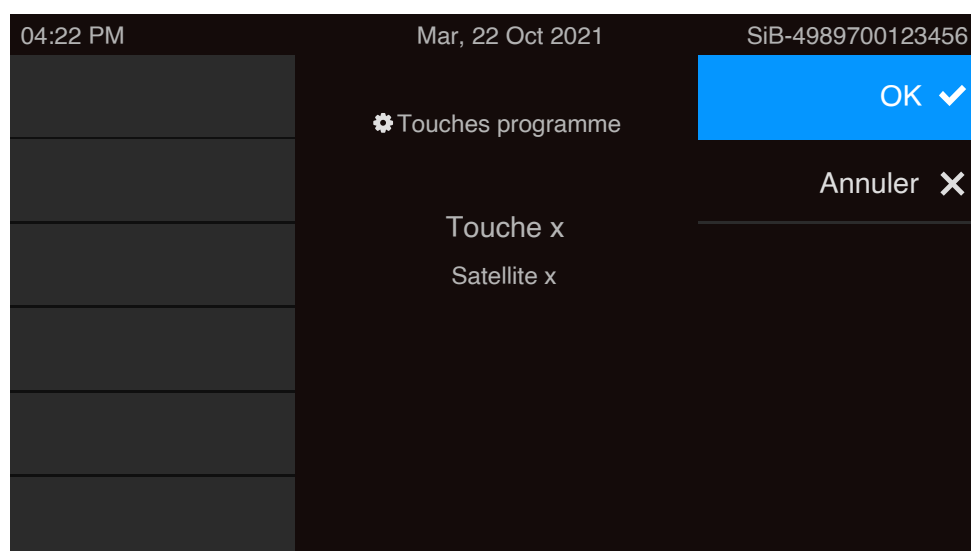 04:22 PM Mar, 22 Oct 2021 SiB-4989700123456
OK
Touches programme
Annuler
Touche x
Satellite x